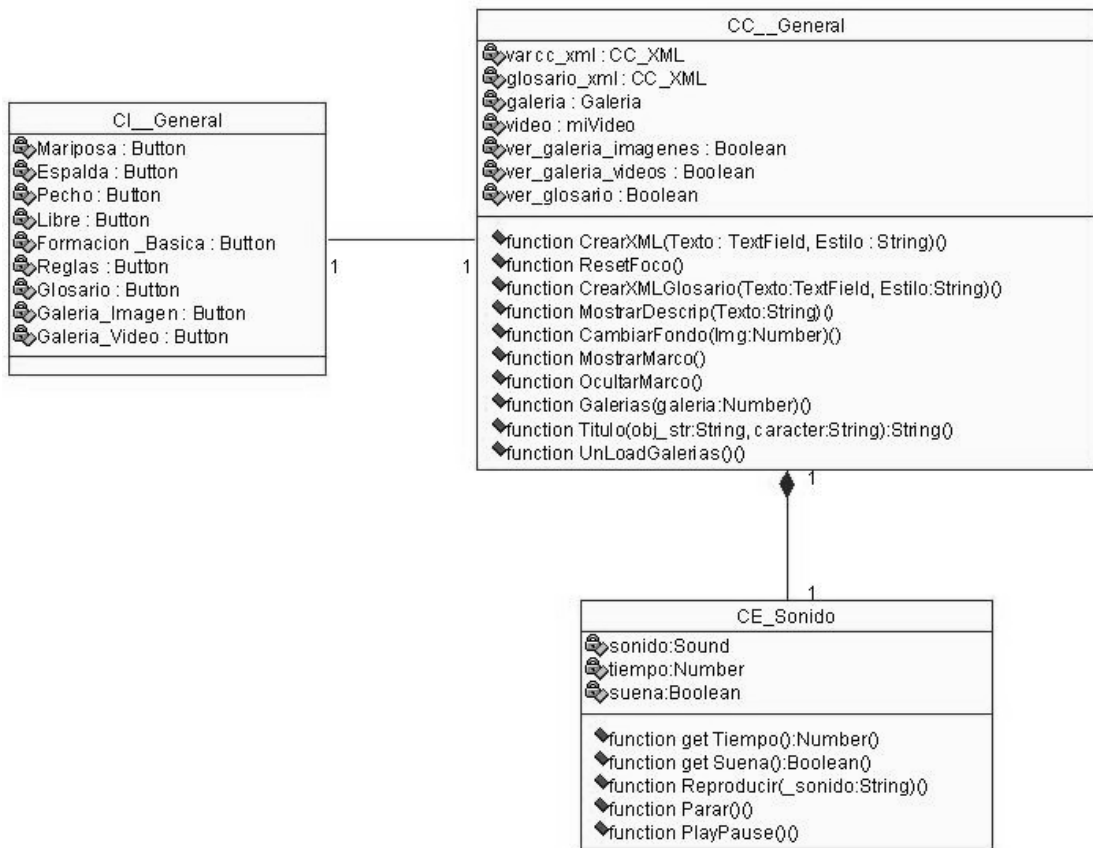 CI__General
Mariposa : Button
Espalda : Button
Pecho : Button
Libre : Button
Formacion _Basica : Button
Reglas : Button
Glosario : Button
Galeria_Imagen : Button
Galeria_Video : Button
1
1
CC__General
varcc_xml : CC_XML
glosario_xml : CC_XML
galeria : Galeria
video : miVideo
ver_galeria_imagenes : Boolean
ver_galeria_videos : Boolean
ver_glosario : Boolean
function CrearXML(Texto : TextField, Estilo : String)()
function ResetFoco()
function CrearXMLGlosario(Texto:TextField, Estilo:String)()
function MostrarDescrip(Texto:String)()
function CambiarFondo(Img:Number)()
function MostrarMarco()
function OcultarMarco()
function Galerias(galeria:Number)()
function Titulo(obj_str:String, caracter:String):String()
function UnLoadGalerias()()
1
1
CE_Sonido
sonido:Sound
tiempo:Number
suena:Boolean
function get Tiempo():Number()
function get Suena():Boolean()
function Reproducir(_sonido:String)()
function Parar()()
function PlayPause()()